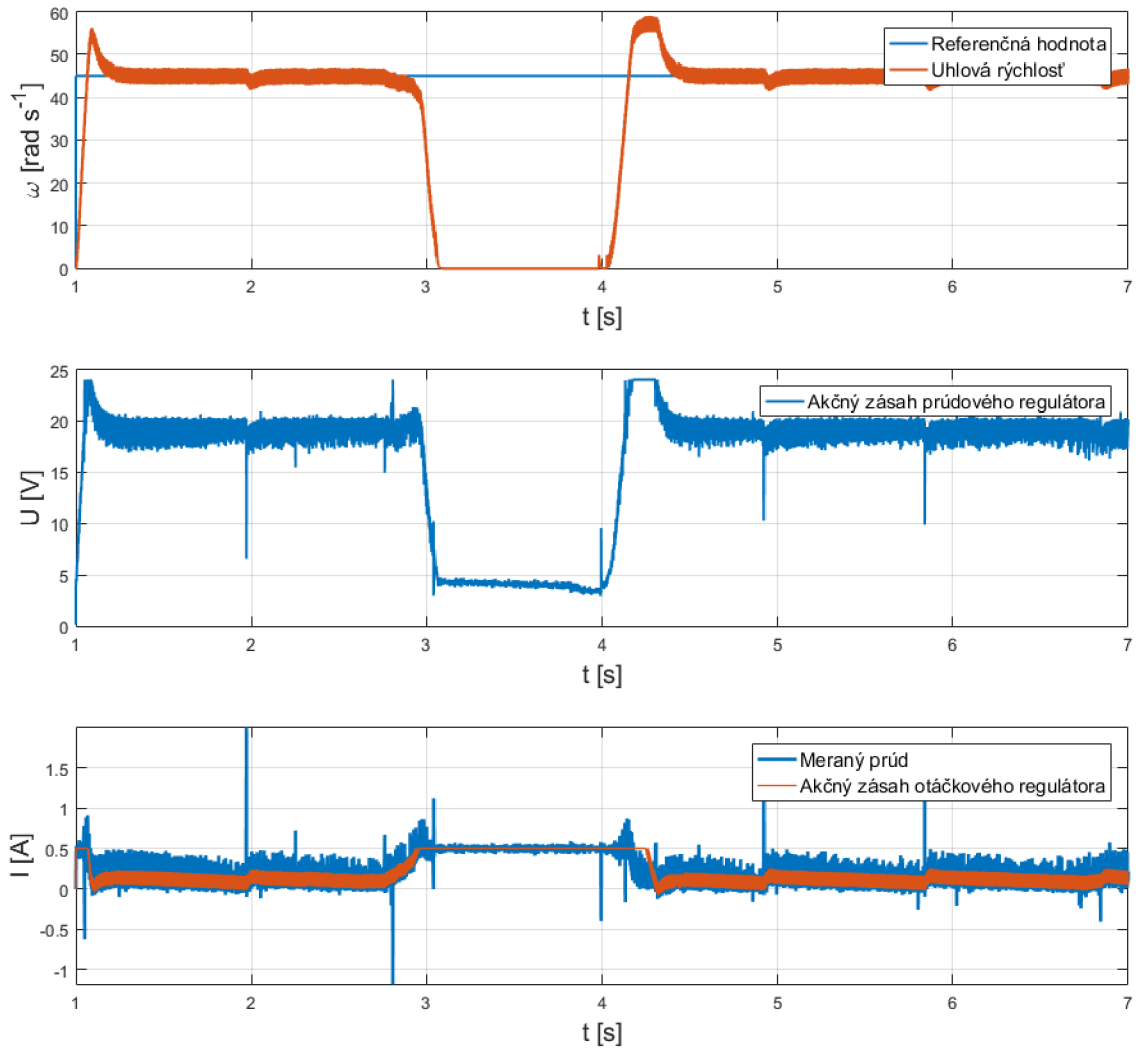 60
50
40
30
20
10
0
ω [rad s-1]
Referenčná hodnota
Uhlová rýchlosť
1 2 3 4 5 6 7
t [s]
25
20
15
10
5
0
U [V]
Akčný zásah prúdového regulátora
1 2 3 4 5 6 7
t [s]
1.5
1
0.5
0
-0.5
-1
I [A]
Meraný prúd
Akčný zásah otáčkového regulátora
1 2 3 4 5 6 7
t [s]